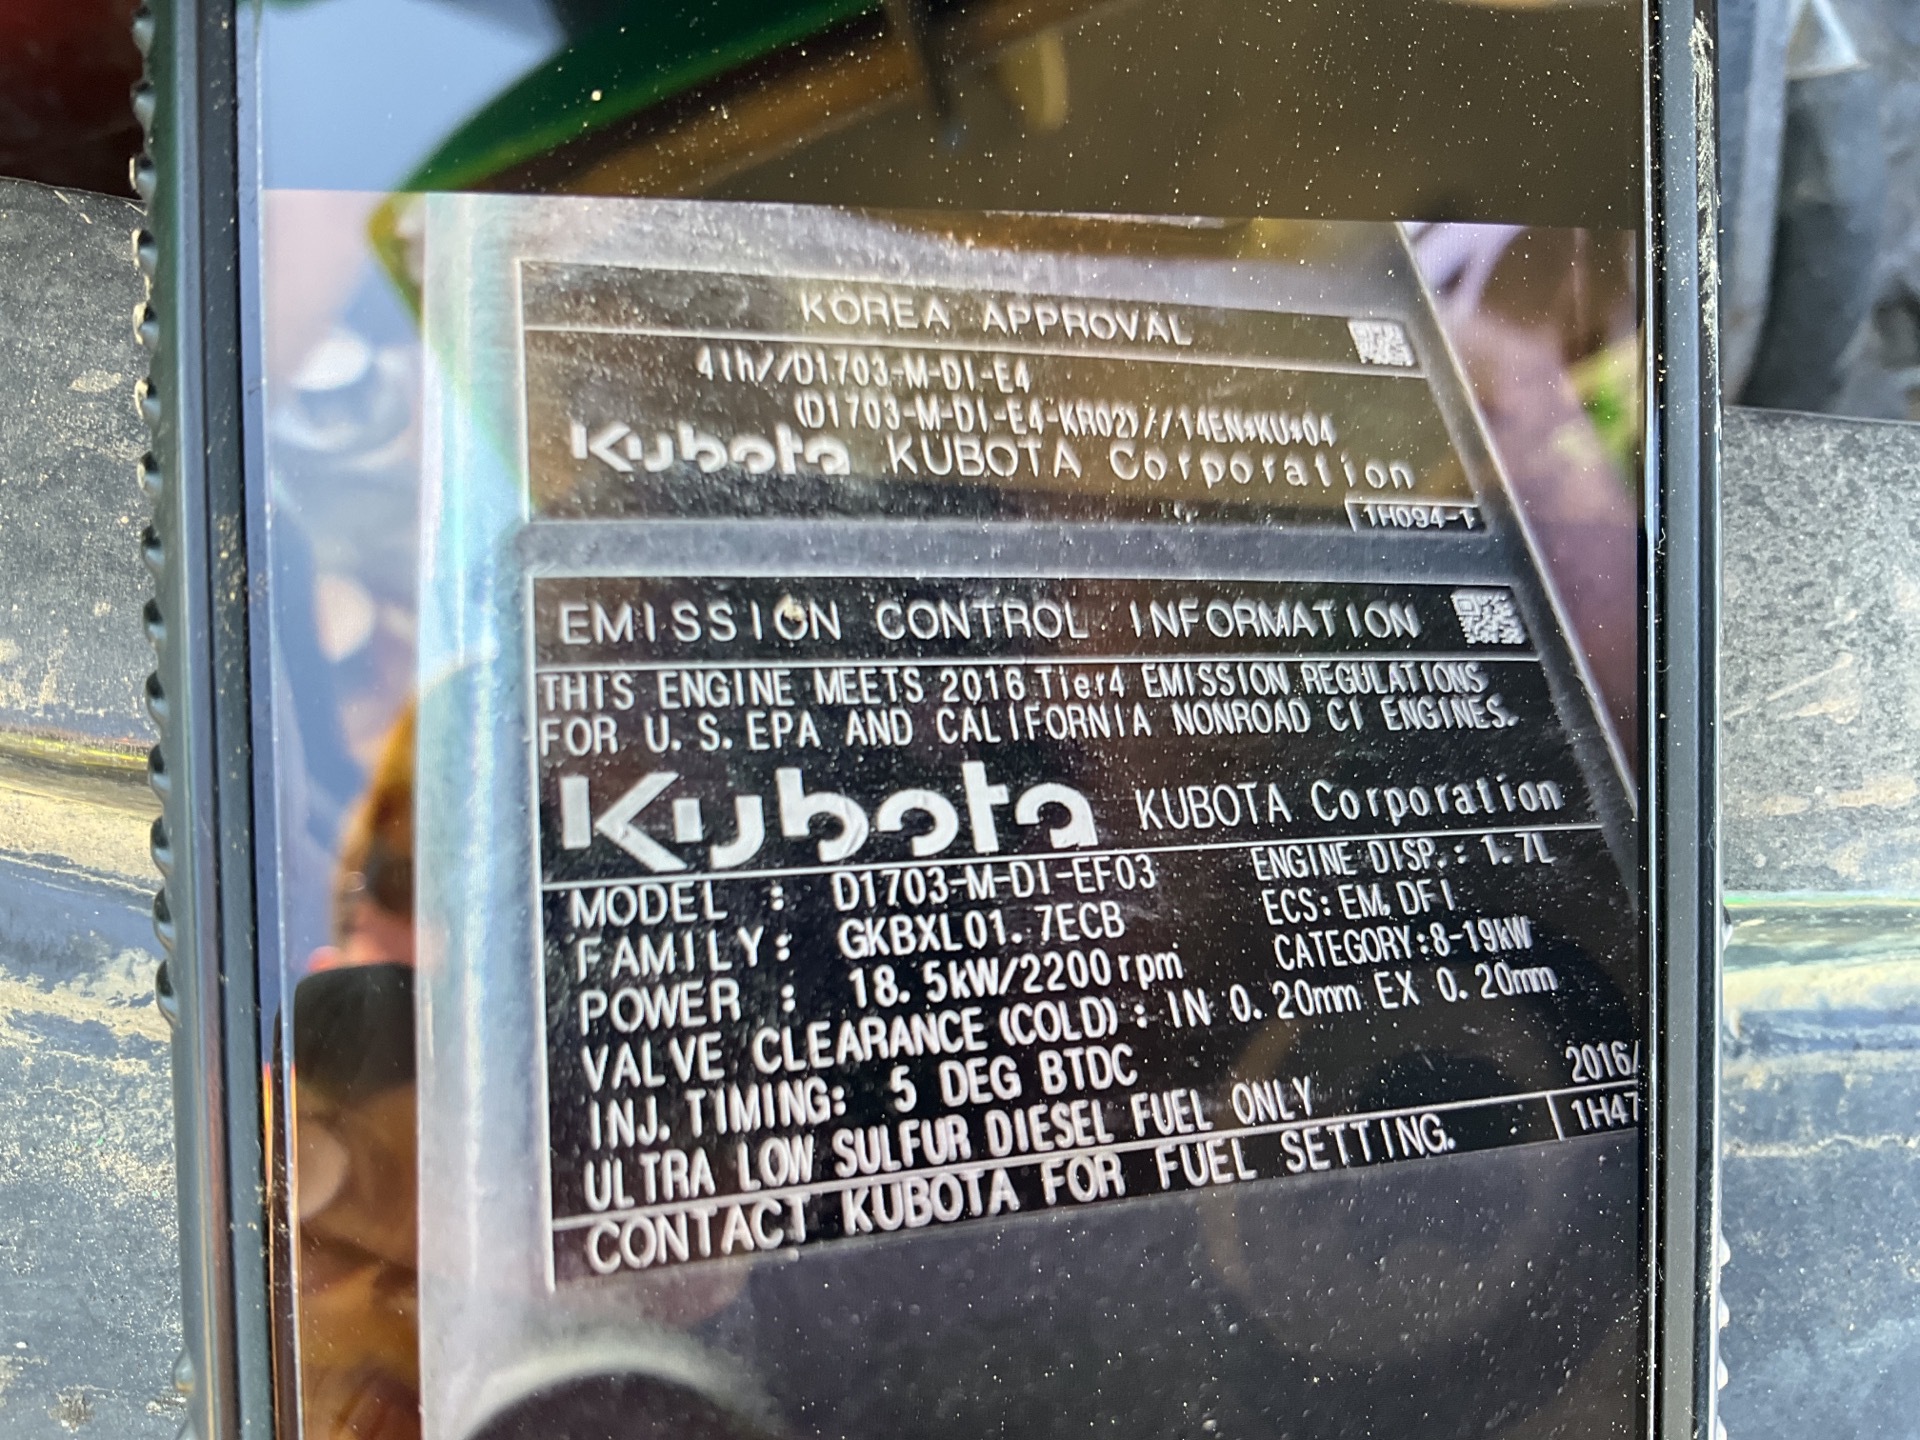 KOREA APPROVAL
41h//D1703-M-DI-E4
(D1703-M-DI-E4-KR02)//14EN*KU*04
Kubota KUBOTA Corporation
1H094-1
EMISSION CONTROL INFORMATION
THIS ENGINE MEETS 2016 Tier4 EMISSION REGULATIONS
FOR U.S. EPA AND CALIFORNIA NONROAD CI ENGINES.
Kubota KUBOTA Corporation
MODEL : D1703-M-DI-EF03 ENGINE DISP.: 1.7L
FAMILY: GKBXL01.7ECB ECS: EM, DFI
POWER : 18.5kW/2200rpm CATEGORY:8-19kW
VALVE CLEARANCE (COLD) : IN 0.20mm EX 0.20mm
INJ. TIMING: 5 DEG BTDC
ULTRA LOW SULFUR DIESEL FUEL ONLY 2016/
CONTACT KUBOTA FOR FUEL SETTING. 1H47